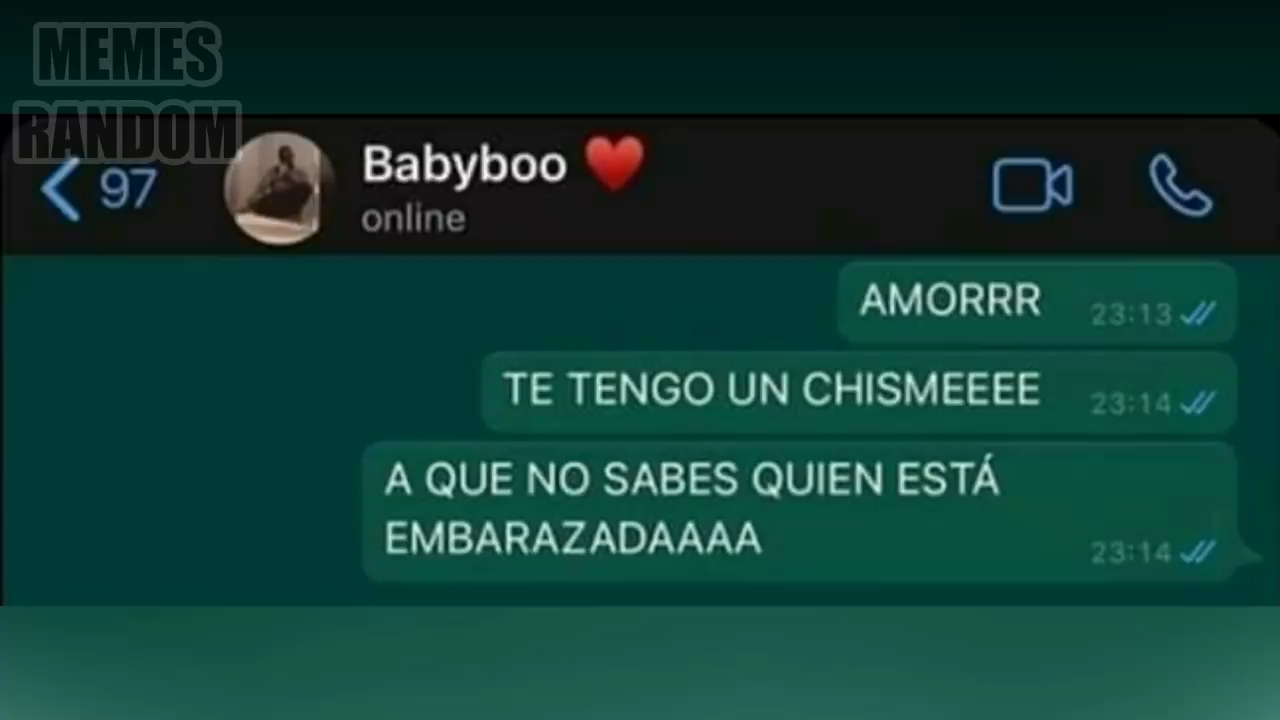 MEMES
RANDOM
97
Babyboo ❤️
online
AMORRR 23:13
TE TENGO UN CHISMEEEE 23:14
A QUE NO SABES QUIEN ESTÁ
EMBARAZADAAAA 23:14